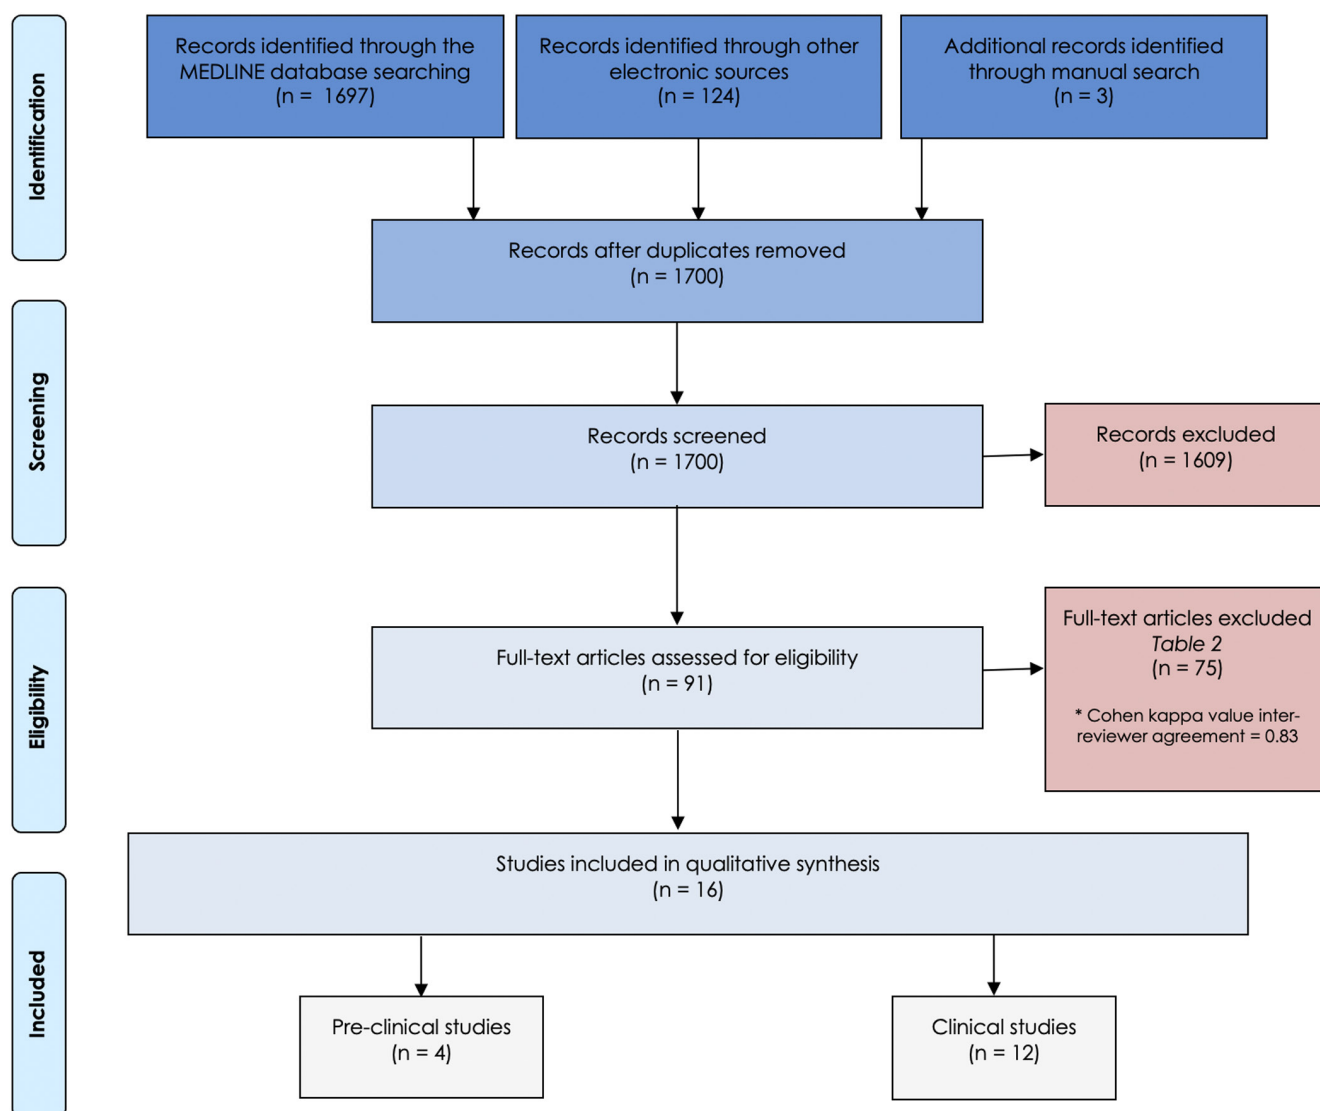 Identification
Records identified through the
MEDLINE database searching
(n = 1697)
Records identified through other
electronic sources
(n = 124)
Additional records identified
through manual search
(n = 3)
Records after duplicates removed
(n = 1700)
Screening
Records screened
(n = 1700)
Records excluded
(n = 1609)
Eligibility
Full-text articles assessed for eligibility
(n = 91)
Full-text articles excluded
Table 2
(n = 75)
* Cohen kappa value inter-
reviewer agreement = 0.83
Included
Studies included in qualitative synthesis
(n = 16)
Pre-clinical studies
(n = 4)
Clinical studies
(n = 12)